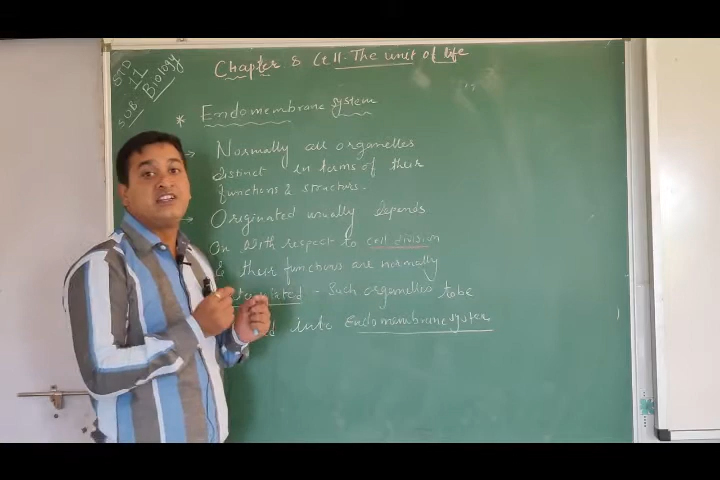 STD 11
SUB: Biology
Chapter 8 Cell-The unit of life
* Endomembrane system
→ Normally all organelles
distinct in terms of their
functions & structurs-
→ Originated usually depends
On With respect to cell division
& their functions are normally
- Such organelles to be
into Endomembrane system